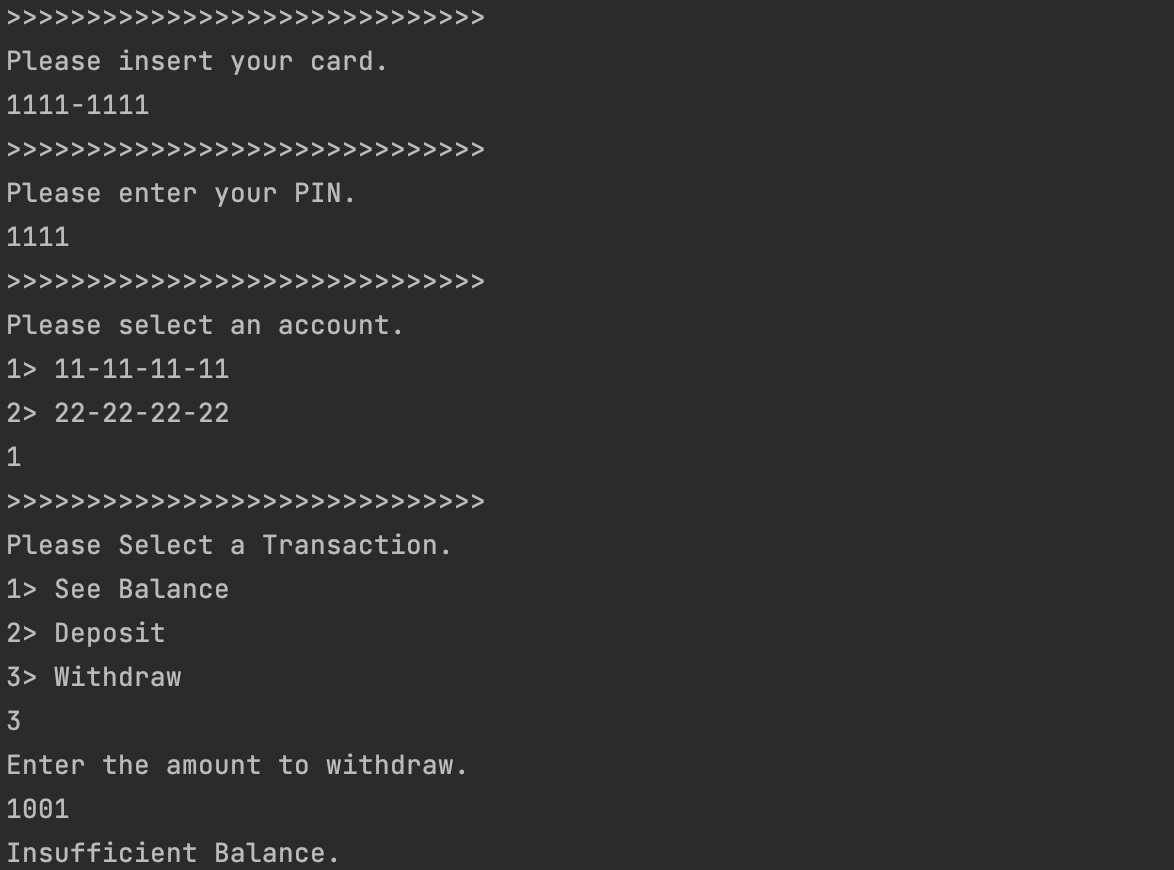 >>>>>>>>>>>>>>>>>>>>>>>>>>>>>>
Please insert your card.
1111-1111
>>>>>>>>>>>>>>>>>>>>>>>>>>>>>>
Please enter your PIN.
1111
>>>>>>>>>>>>>>>>>>>>>>>>>>>>>>
Please select an account.
1> 11-11-11-11
2> 22-22-22-22
1
>>>>>>>>>>>>>>>>>>>>>>>>>>>>>>
Please Select a Transaction.
1> See Balance
2> Deposit
3> Withdraw
3
Enter the amount to withdraw.
1001
Insufficient Balance.